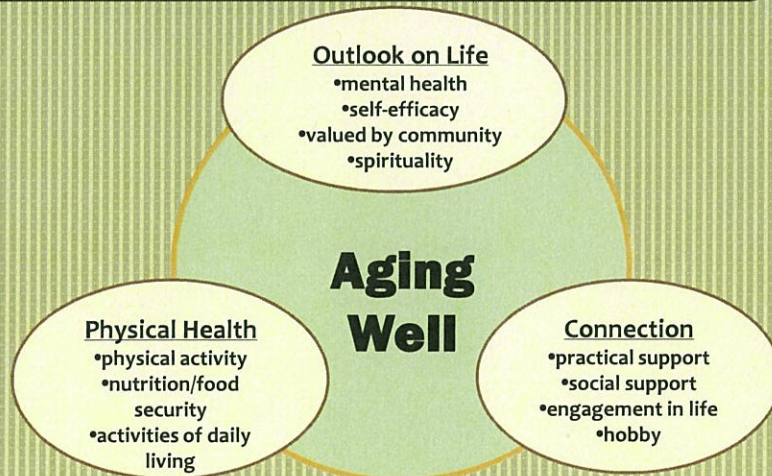 Outlook on Life
•mental health
•self-efficacy
•valued by community
•spirituality
Aging
Well
Physical Health
•physical activity
•nutrition/food
security
•activities of daily
living
Connection
•practical support
•social support
•engagement in life
•hobby